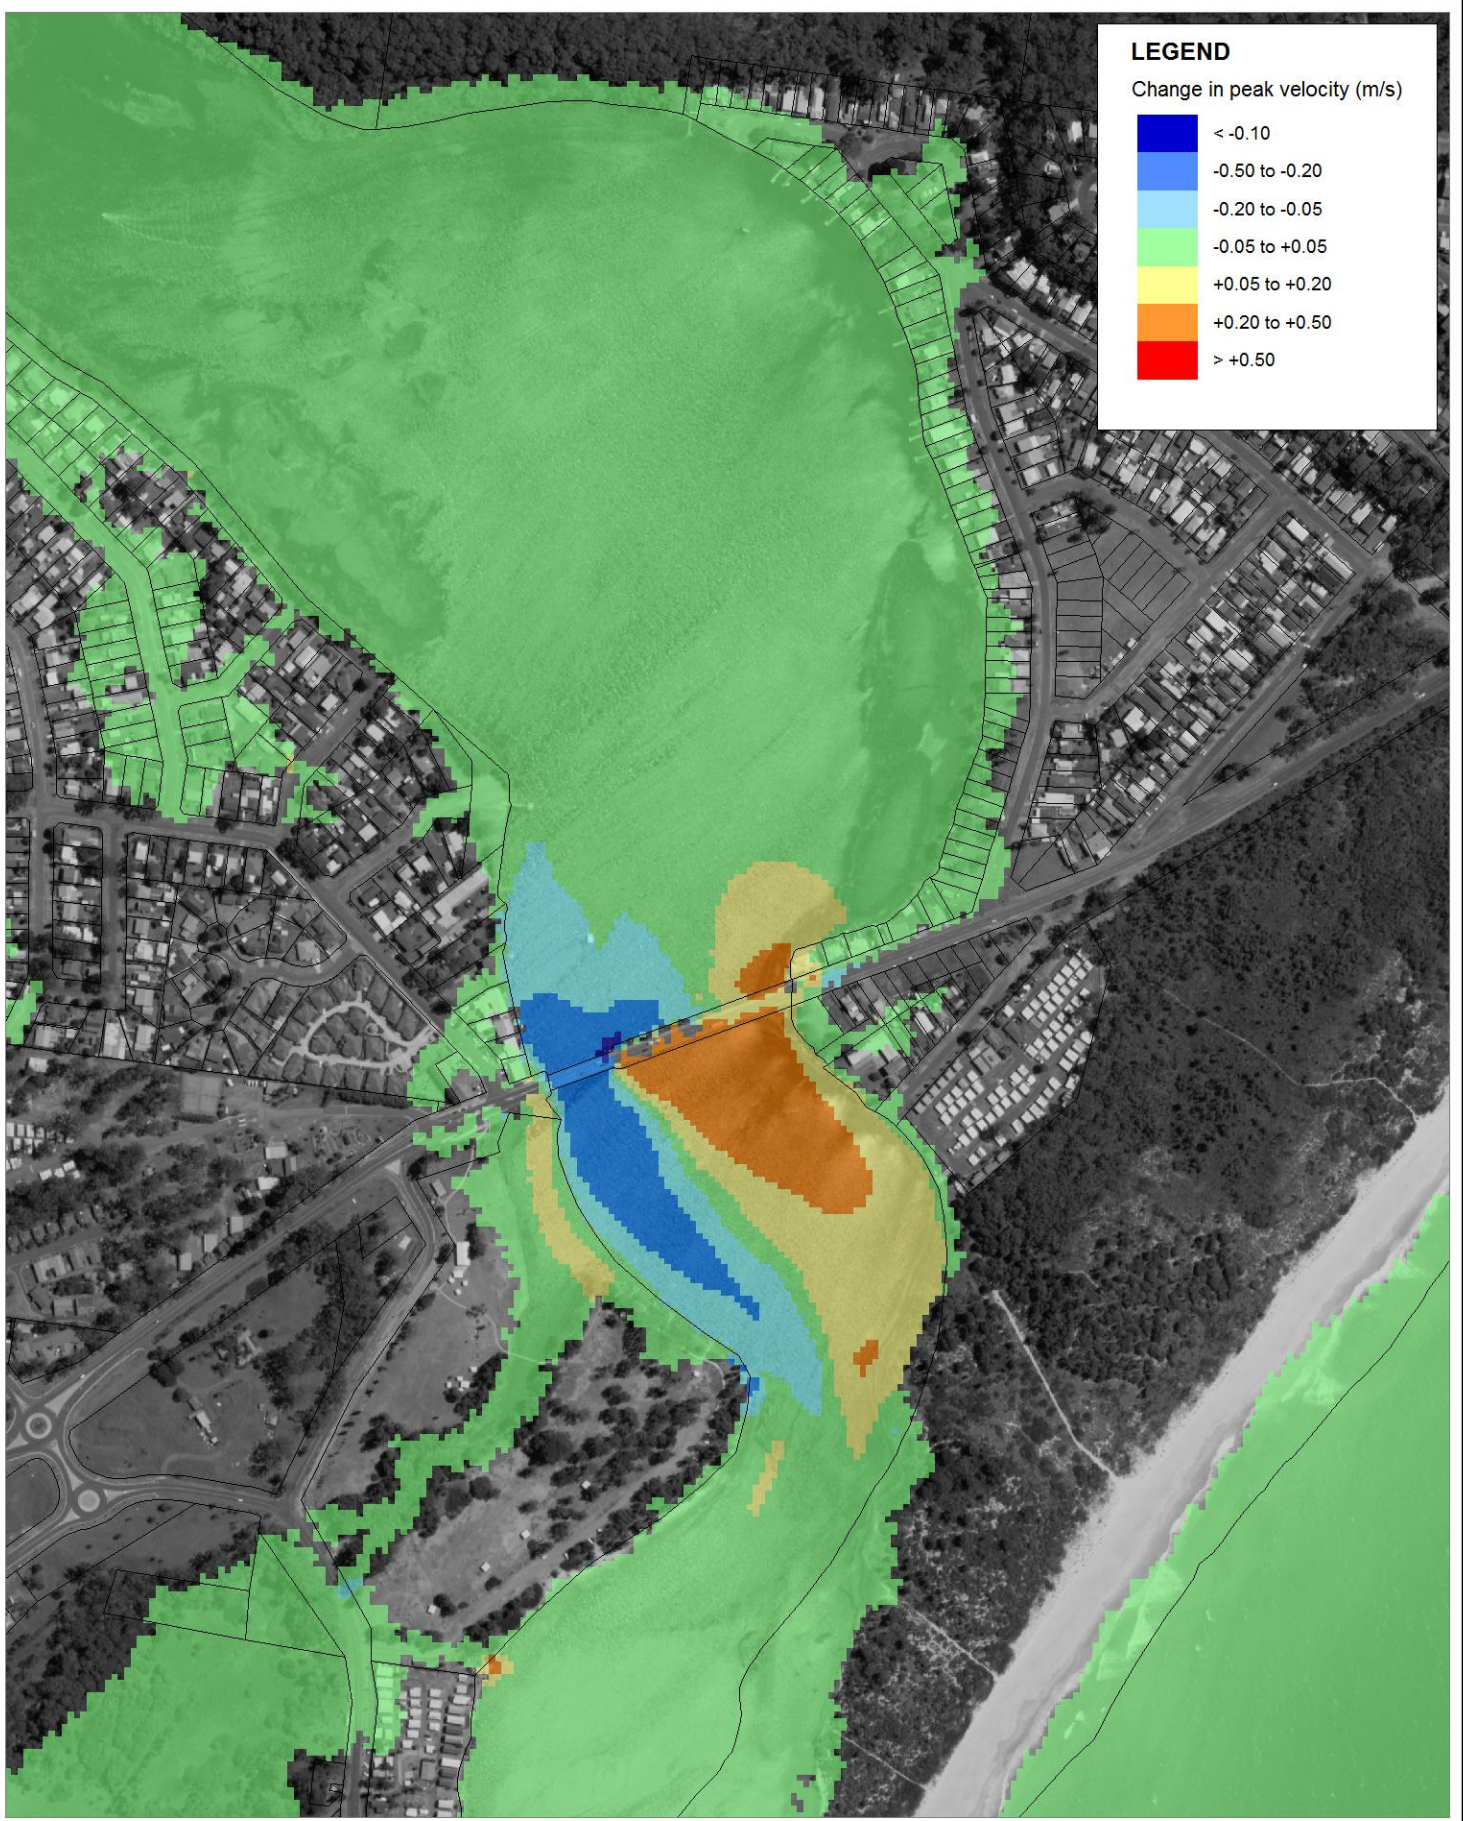 LEGEND
Change in peak velocity (m/s)
< -0.10
-0.50 to -0.20
-0.20 to -0.05
-0.05 to +0.05
+0.05 to +0.20
+0.20 to +0.50
> +0.50